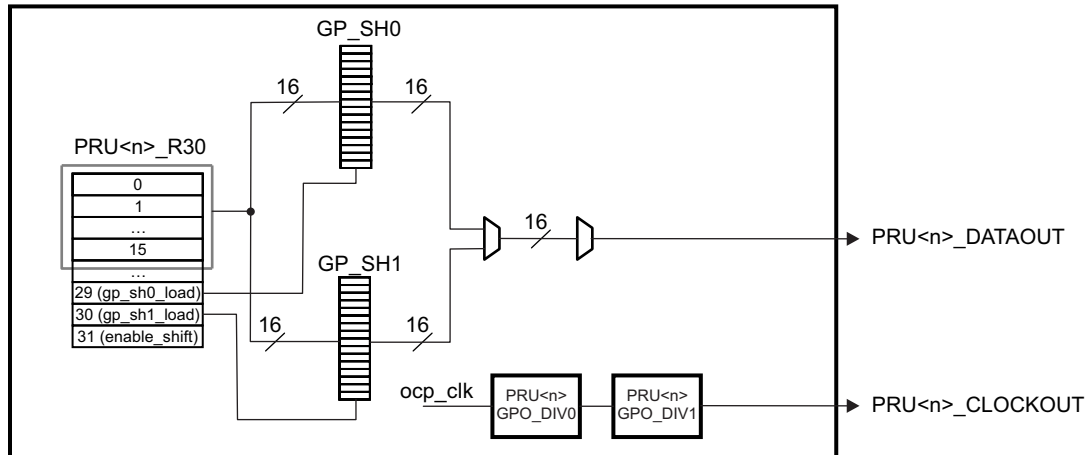 GP_SH0
16
16
PRU<n>_R30
0
1
...
15
...
29 (gp_sh0_load)
30 (gp_sh1_load)
31 (enable_shift)
GP_SH1
16
16
16
PRU<n>_DATAOUT
ocp_clk
PRU<n>
GPO_DIV0
PRU<n>
GPO_DIV1
PRU<n>_CLOCKOUT